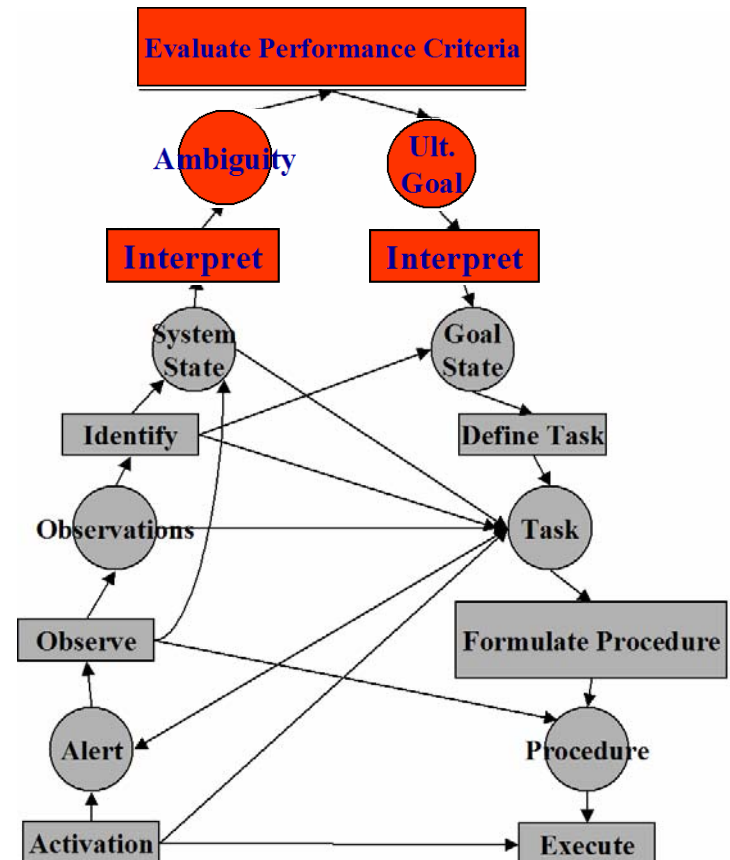 Evaluate Performance Criteria
Ambiguity
Ult.
Goal
Interpret
Interpret
System
State
Goal
State
Identify
Define Task
Observations
Task
Observe
Formulate Procedure
Alert
Procedure
Activation
Execute